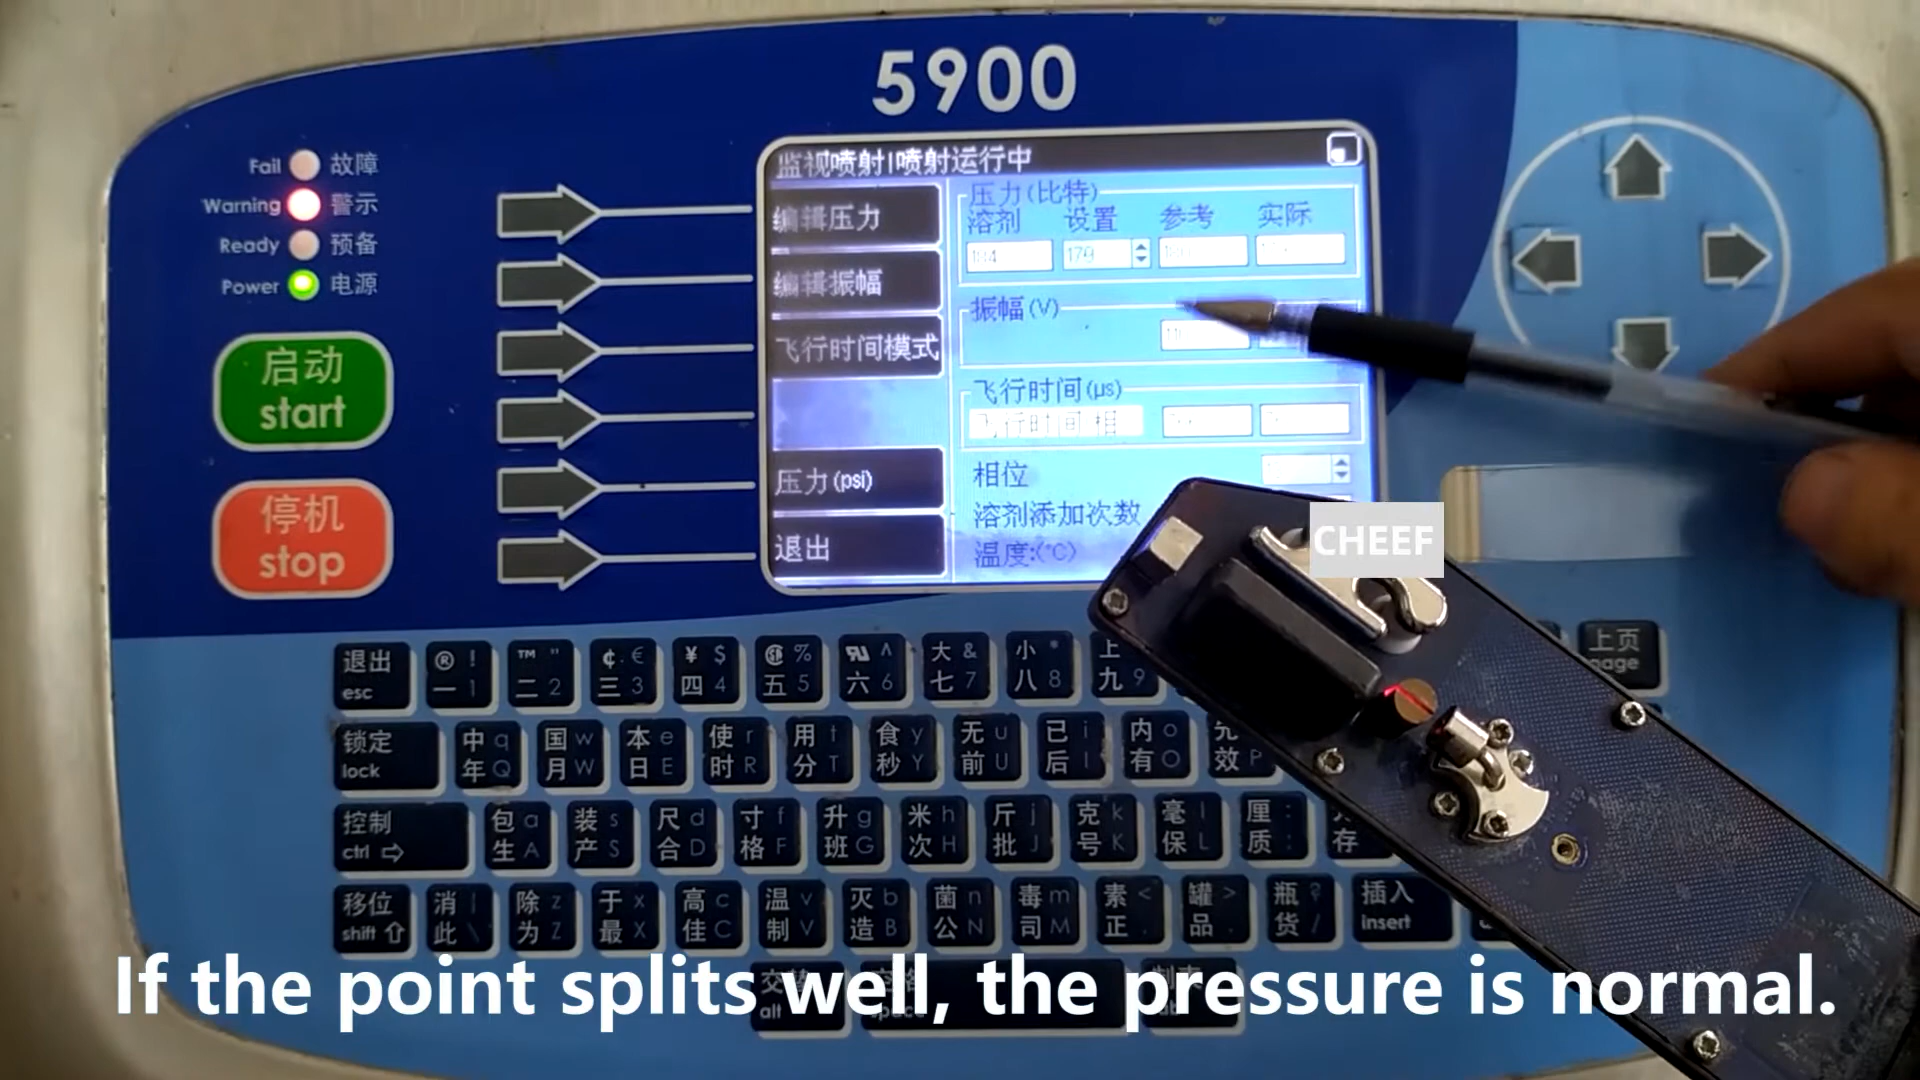 5900
Fail 故障
Warning 警示
Ready 预备
Power 电源
启动
start
停机
stop
监视喷射|喷射运行中
编辑压力
编辑振幅
飞行时间模式
压力(psi)
退出
压力(比特)
溶剂 设置 参考 实际
184 170
振幅(V)
飞行时间(µs)
飞行时间 相
相位
溶剂添加次数
温度:(°C)
CHEEF
退出 esc
® ! 一 1
™ " 二 2
¢ € 三 3
¥ $ 四 4
% 五 5
^ 六 6
大 & 七 7
小 * 八 8
上 九 9
上页
page
锁定 lock
中 q 年 Q
国 w 月 W
本 e 日 E
使 r 时 R
用 t 分 T
食 y 秒 Y
无 u 前 U
已 i 后 I
内 o 有 O
效 P
控制 ctrl
包 a 生 A
装 s 产 S
尺 d 合 D
寸 f 格 F
升 g 班 G
米 h 次 H
斤 j 批 J
克 k 号 K
毫 l 保 L
厘 : 质 ;
存
移位 shift
消 | 此 \
除 z 为 Z
于 x 最 X
高 c 佳 C
温 v 制 V
灭 b 造 B
菌 n 公 N
毒 m 司 M
素 < 正 .
罐 > 品 .
瓶 ? 货 /
插入 insert
alt
If the point splits well, the pressure is normal.